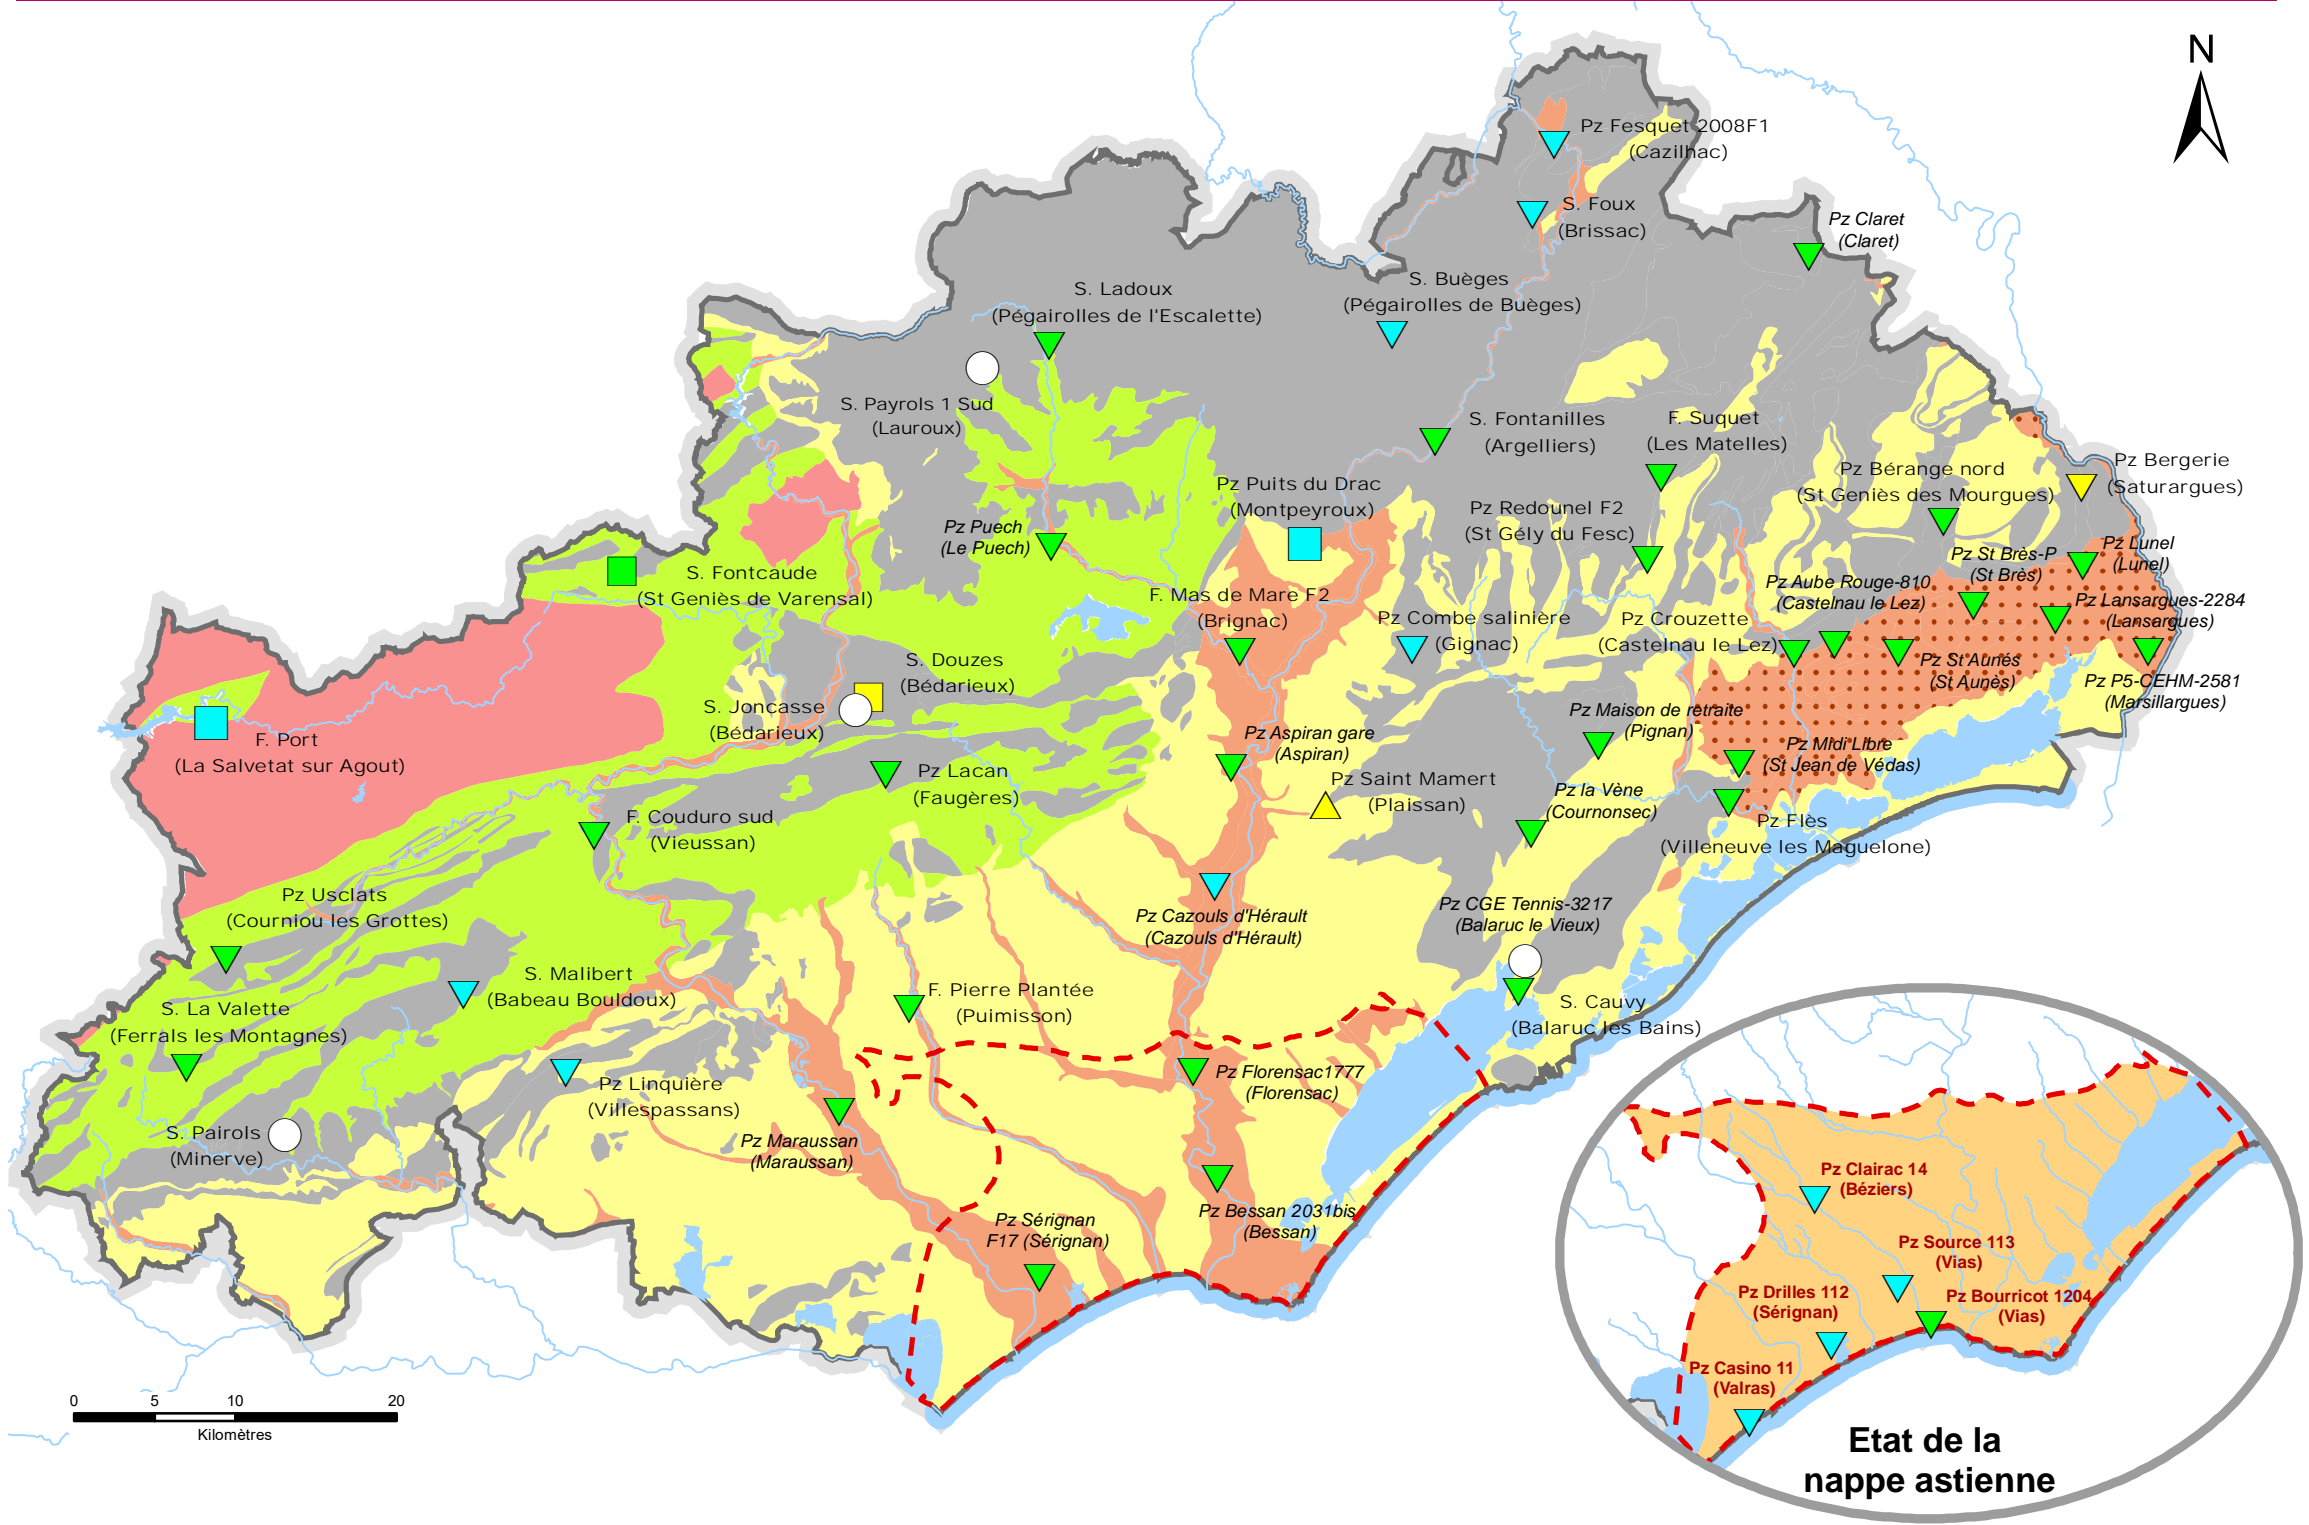 N
Pz Fesquet 2008F1
(Cazilhac)
S. Foux
(Brissac)
Pz Claret
(Claret)
S. Buèges
(Pégairolles de Buèges)
S. Ladoux
(Pégairolles de l'Escalette)
S. Payrols 1 Sud
(Lauroux)
S. Fontanilles
(Argelliers)
F. Suquet
(Les Matelles)
Pz Bérange nord
(St Geniès des Mourgues)
Pz Bergerie
(Saturargues)
Pz Puits du Drac
(Montpeyroux)
Pz Redounel F2
(St Gély du Fesc)
Pz Puech
(Le Puech)
Pz St Brès-P
(St Brès)
Pz Lunel
(Lunel)
S. Fontcaude
(St Geniès de Varensal)
F. Mas de Mare F2
(Brignac)
Pz Aube Rouge-810
(Castelnau le Lez)
Pz Lansargues-2284
(Lansargues)
Pz Combe salinière
(Gignac)
Pz Crouzette
(Castelnau le Lez)
S. Douzes
(Bédarieux)
Pz St Aunés
(St Aunès)
Pz P5-CEHM-2581
(Marsillargues)
S. Joncasse
(Bédarieux)
Pz Maison de retraite
(Pignan)
F. Port
(La Salvetat sur Agout)
Pz Aspiran gare
(Aspiran)
Pz Midi Libre
(St Jean de Védas)
Pz Lacan
(Faugères)
Pz Saint Mamert
(Plaissan)
Pz la Vène
(Cournonsec)
F. Couduro sud
(Vieussan)
Pz Flès
(Villeneuve les Maguelone)
Pz Usclats
(Courniou les Grottes)
Pz Cazouls d'Hérault
(Cazouls d'Hérault)
Pz CGE Tennis-3217
(Balaruc le Vieux)
S. Malibert
(Babeau Bouldoux)
F. Pierre Plantée
(Puimisson)
S. La Valette
(Ferrals les Montagnes)
S. Cauvy
(Balaruc les Bains)
Pz Linquière
(Villespassans)
Pz Florensac1777
(Florensac)
S. Pairols
(Minerve)
Pz Maraussan
(Maraussan)
Pz Sérignan
F17 (Sérignan)
Pz Bessan 2031bis
(Bessan)
Pz Clairac 14
(Béziers)
Pz Source 113
(Vias)
Pz Drilles 112
(Sérignan)
Pz Bourricot 1204
(Vias)
Pz Casino 11
(Valras)
Etat de la
nappe astienne
0 5 10 20
Kilomètres